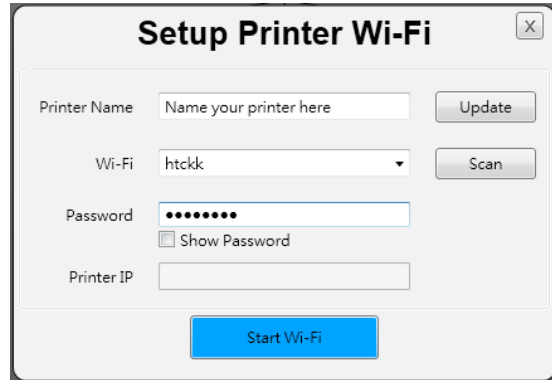 Setup Printer Wi-Fi
X
Printer Name Name your printer here Update
Wi-Fi htckk Scan
Password ●●●●●●●●
Show Password
Printer IP
Start Wi-Fi